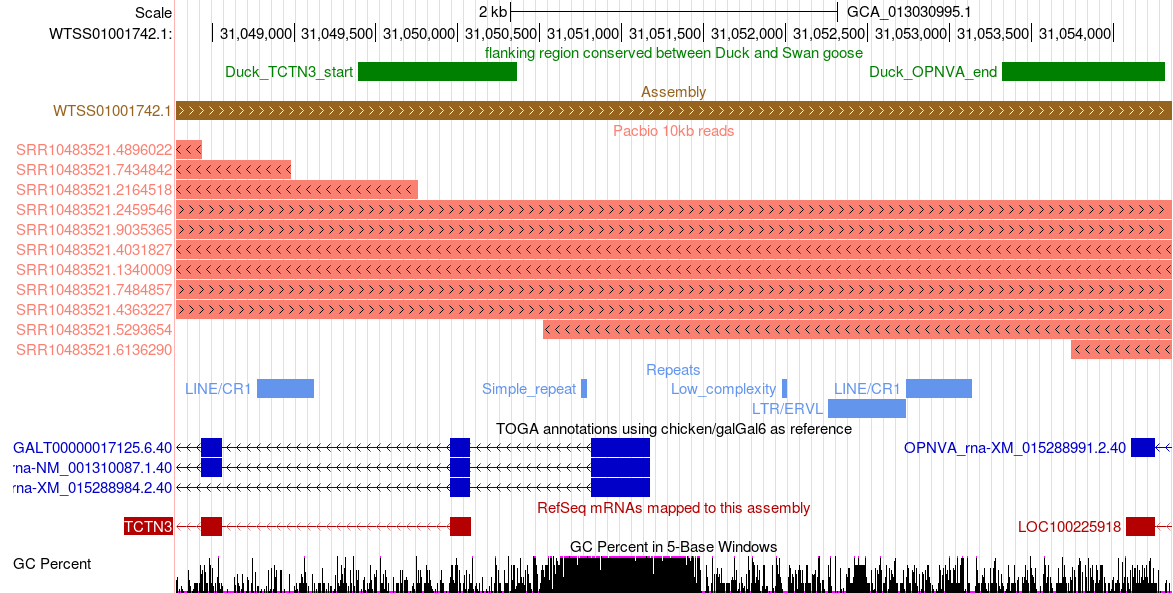 Scale 2 kb GCA_013030995.1
WTSS01001742.1: 31,049,000 31,049,500 31,050,000 31,050,500 31,051,000 31,051,500 31,052,000 31,052,500 31,053,000 31,053,500 31,054,000
flanking region conserved between Duck and Swan goose
Duck_TCTN3_start Duck_OPNVA_end
Assembly
WTSS01001742.1
Pacbio 10kb reads
SRR10483521.4896022
SRR10483521.7434842
SRR10483521.2164518
SRR10483521.2459546
SRR10483521.9035365
SRR10483521.4031827
SRR10483521.1340009
SRR10483521.7484857
SRR10483521.4363227
SRR10483521.5293654
SRR10483521.6136290
Repeats
LINE/CR1 Simple_repeat Low_complexity LINE/CR1
LTR/ERVL
TOGA annotations using chicken/galGal6 as reference
GALT00000017125.6.40 OPNVA_rna-XM_015288991.2.40
rna-NM_001310087.1.40
rna-XM_015288984.2.40
RefSeq mRNAs mapped to this assembly
TCTN3 LOC100225918
GC Percent in 5-Base Windows
GC Percent